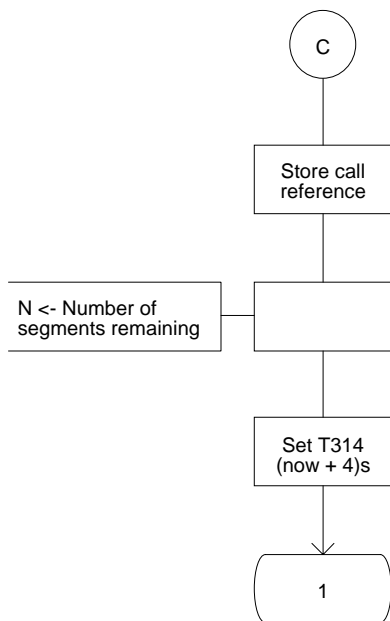 C
Store call
reference
N <- Number of
segments remaining
Set T314
(now + 4)s
1